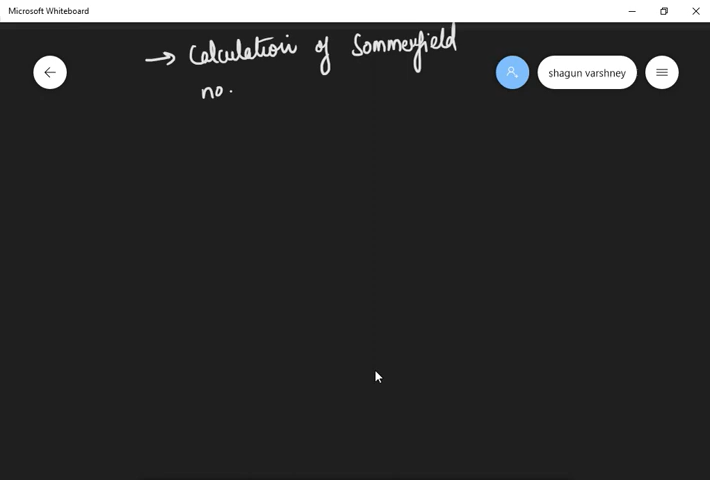 Microsoft Whiteboard
→ Calculation of Sommerfield
no.
shagun varshney